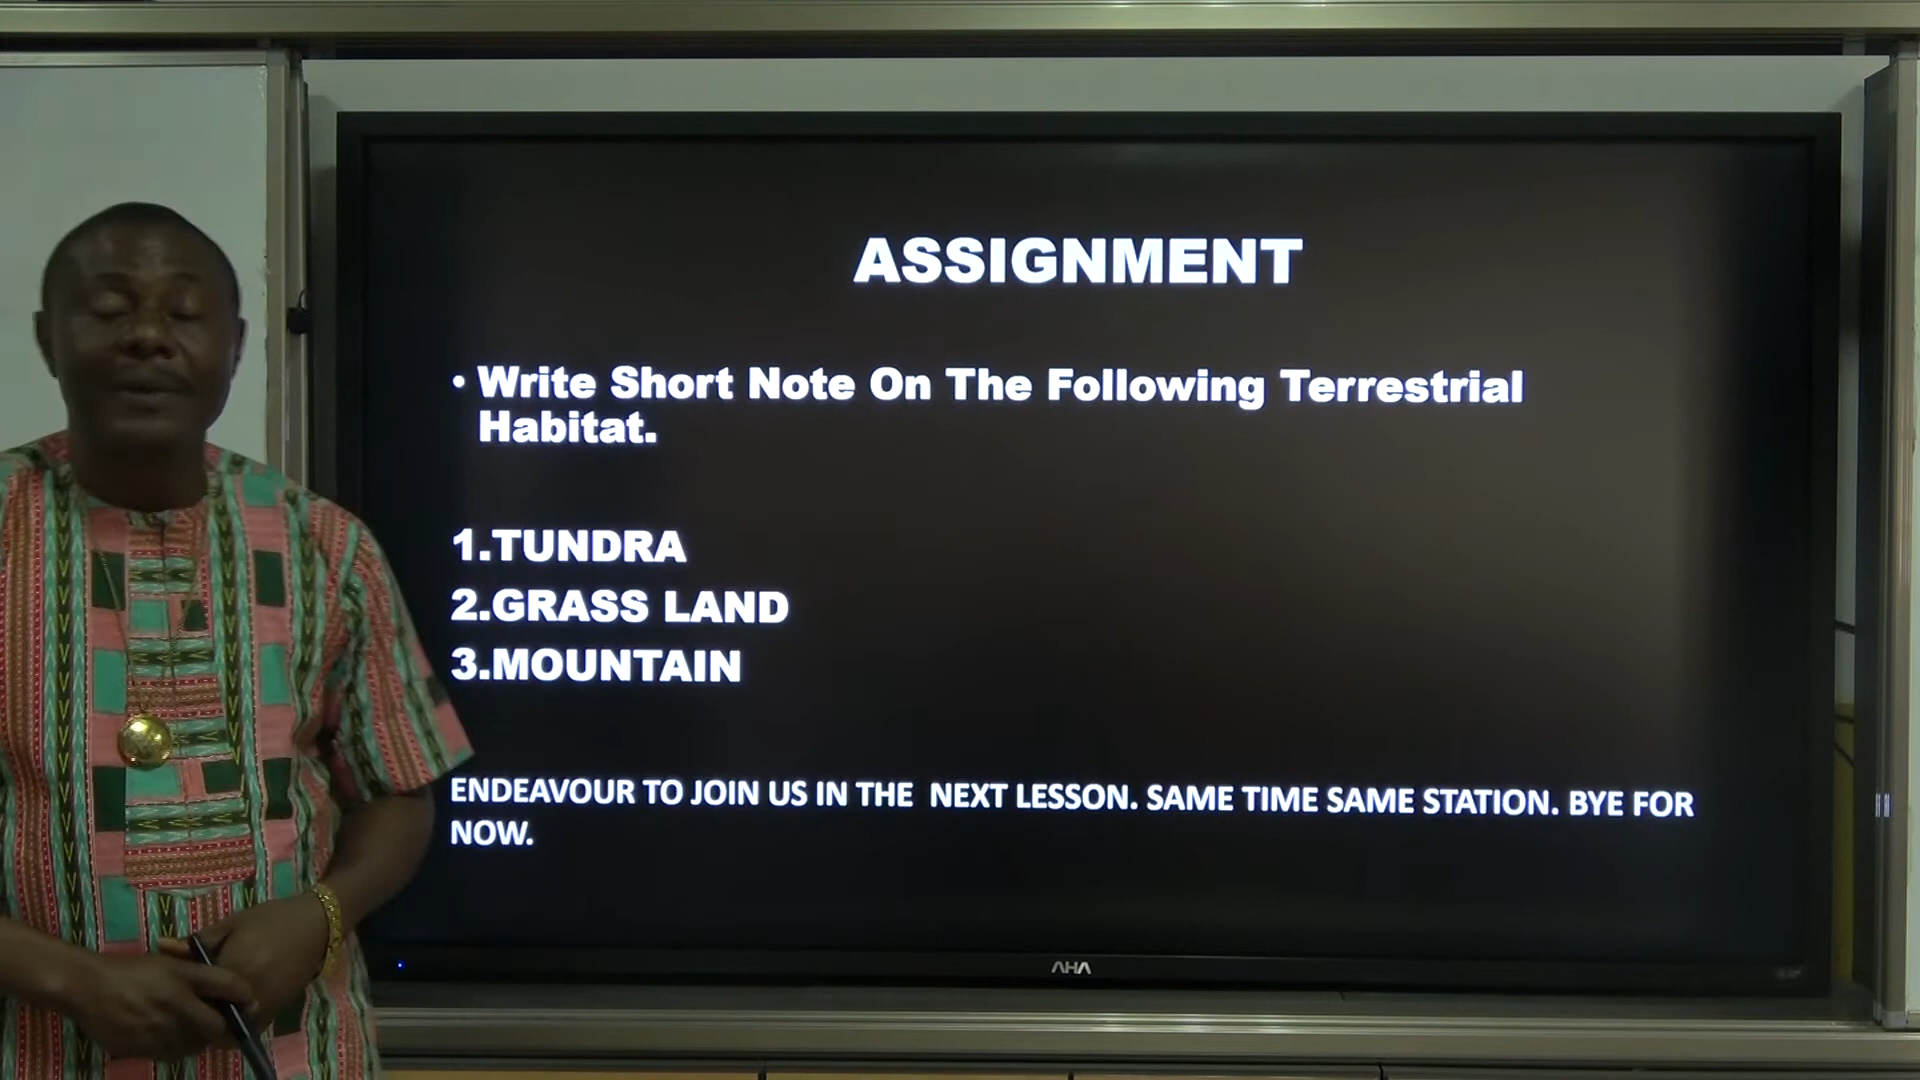 ASSIGNMENT
• Write Short Note On The Following Terrestrial
Habitat.
1.TUNDRA
2.GRASS LAND
3.MOUNTAIN
ENDEAVOUR TO JOIN US IN THE NEXT LESSON. SAME TIME SAME STATION. BYE FOR
NOW.
AHA